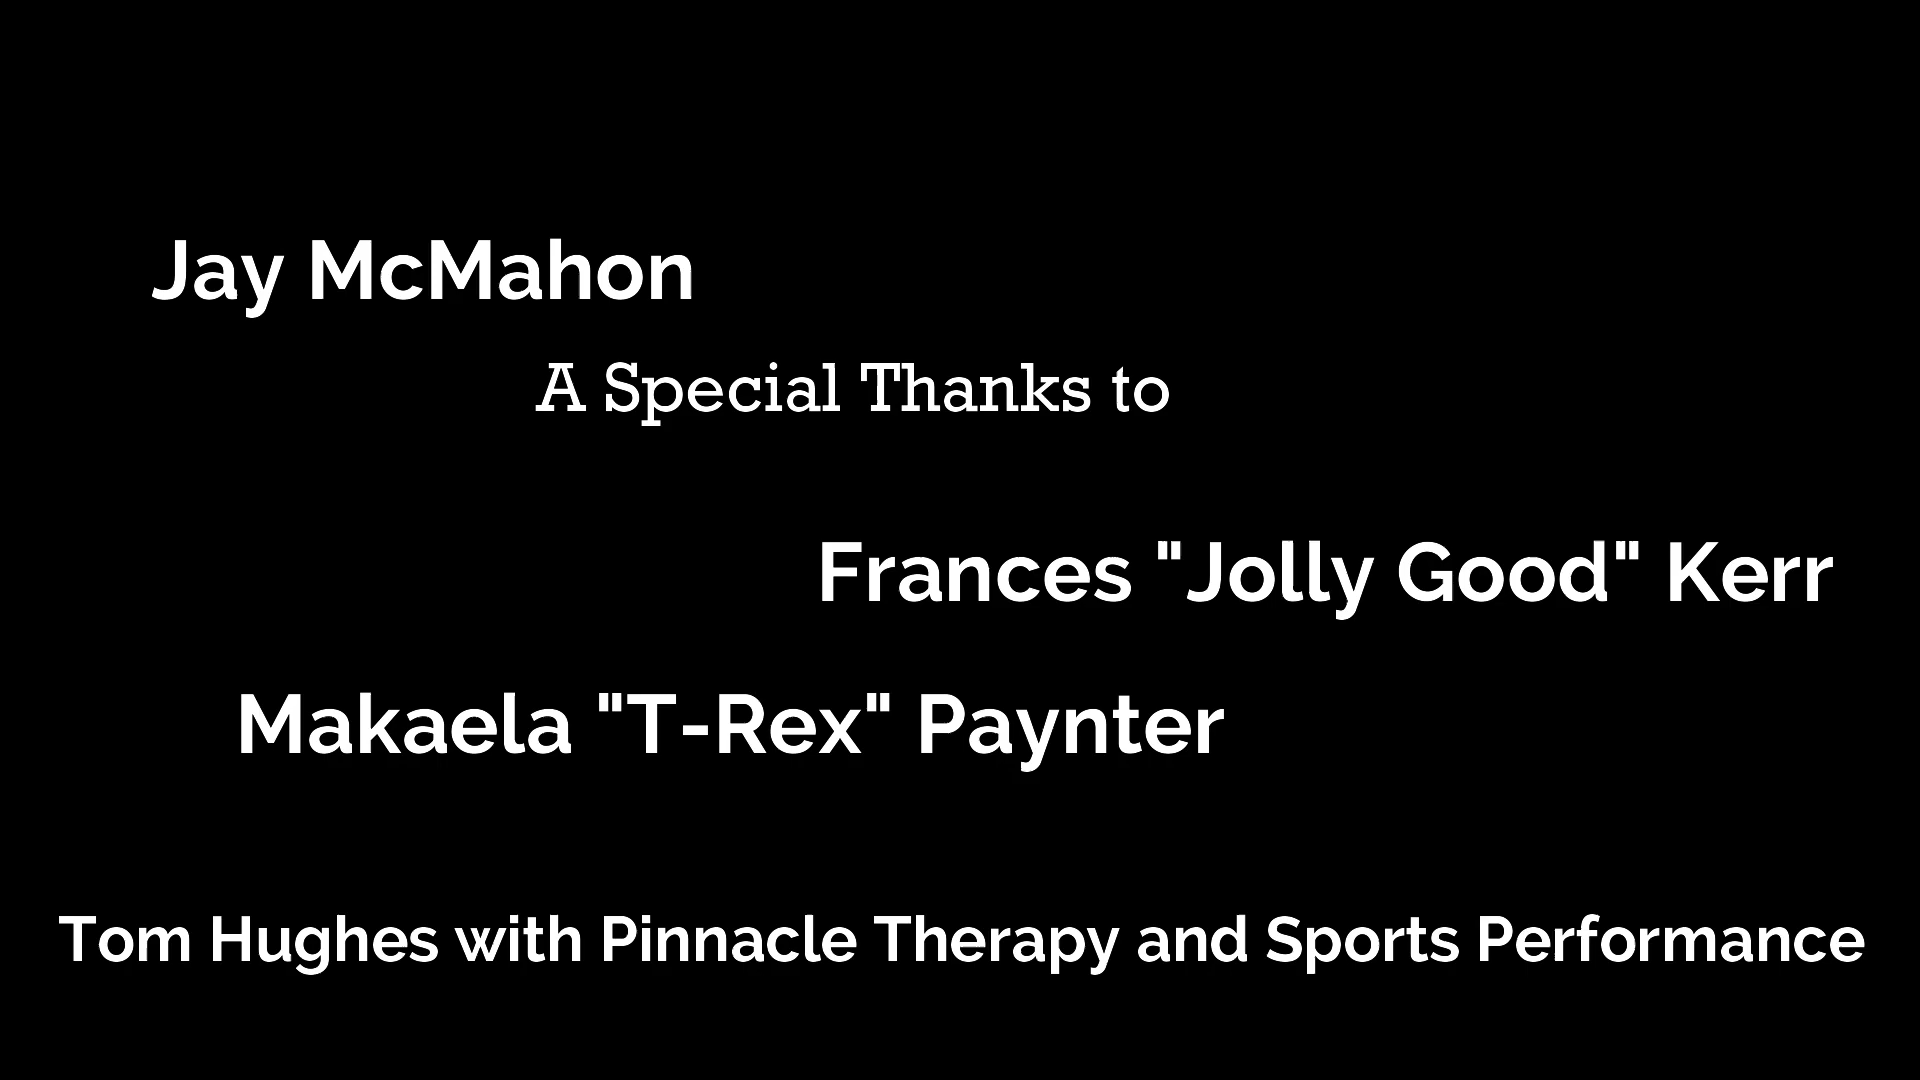 Jay McMahon
A Special Thanks to
Frances "Jolly Good" Kerr
Makaela "T-Rex" Paynter
Tom Hughes with Pinnacle Therapy and Sports Performance